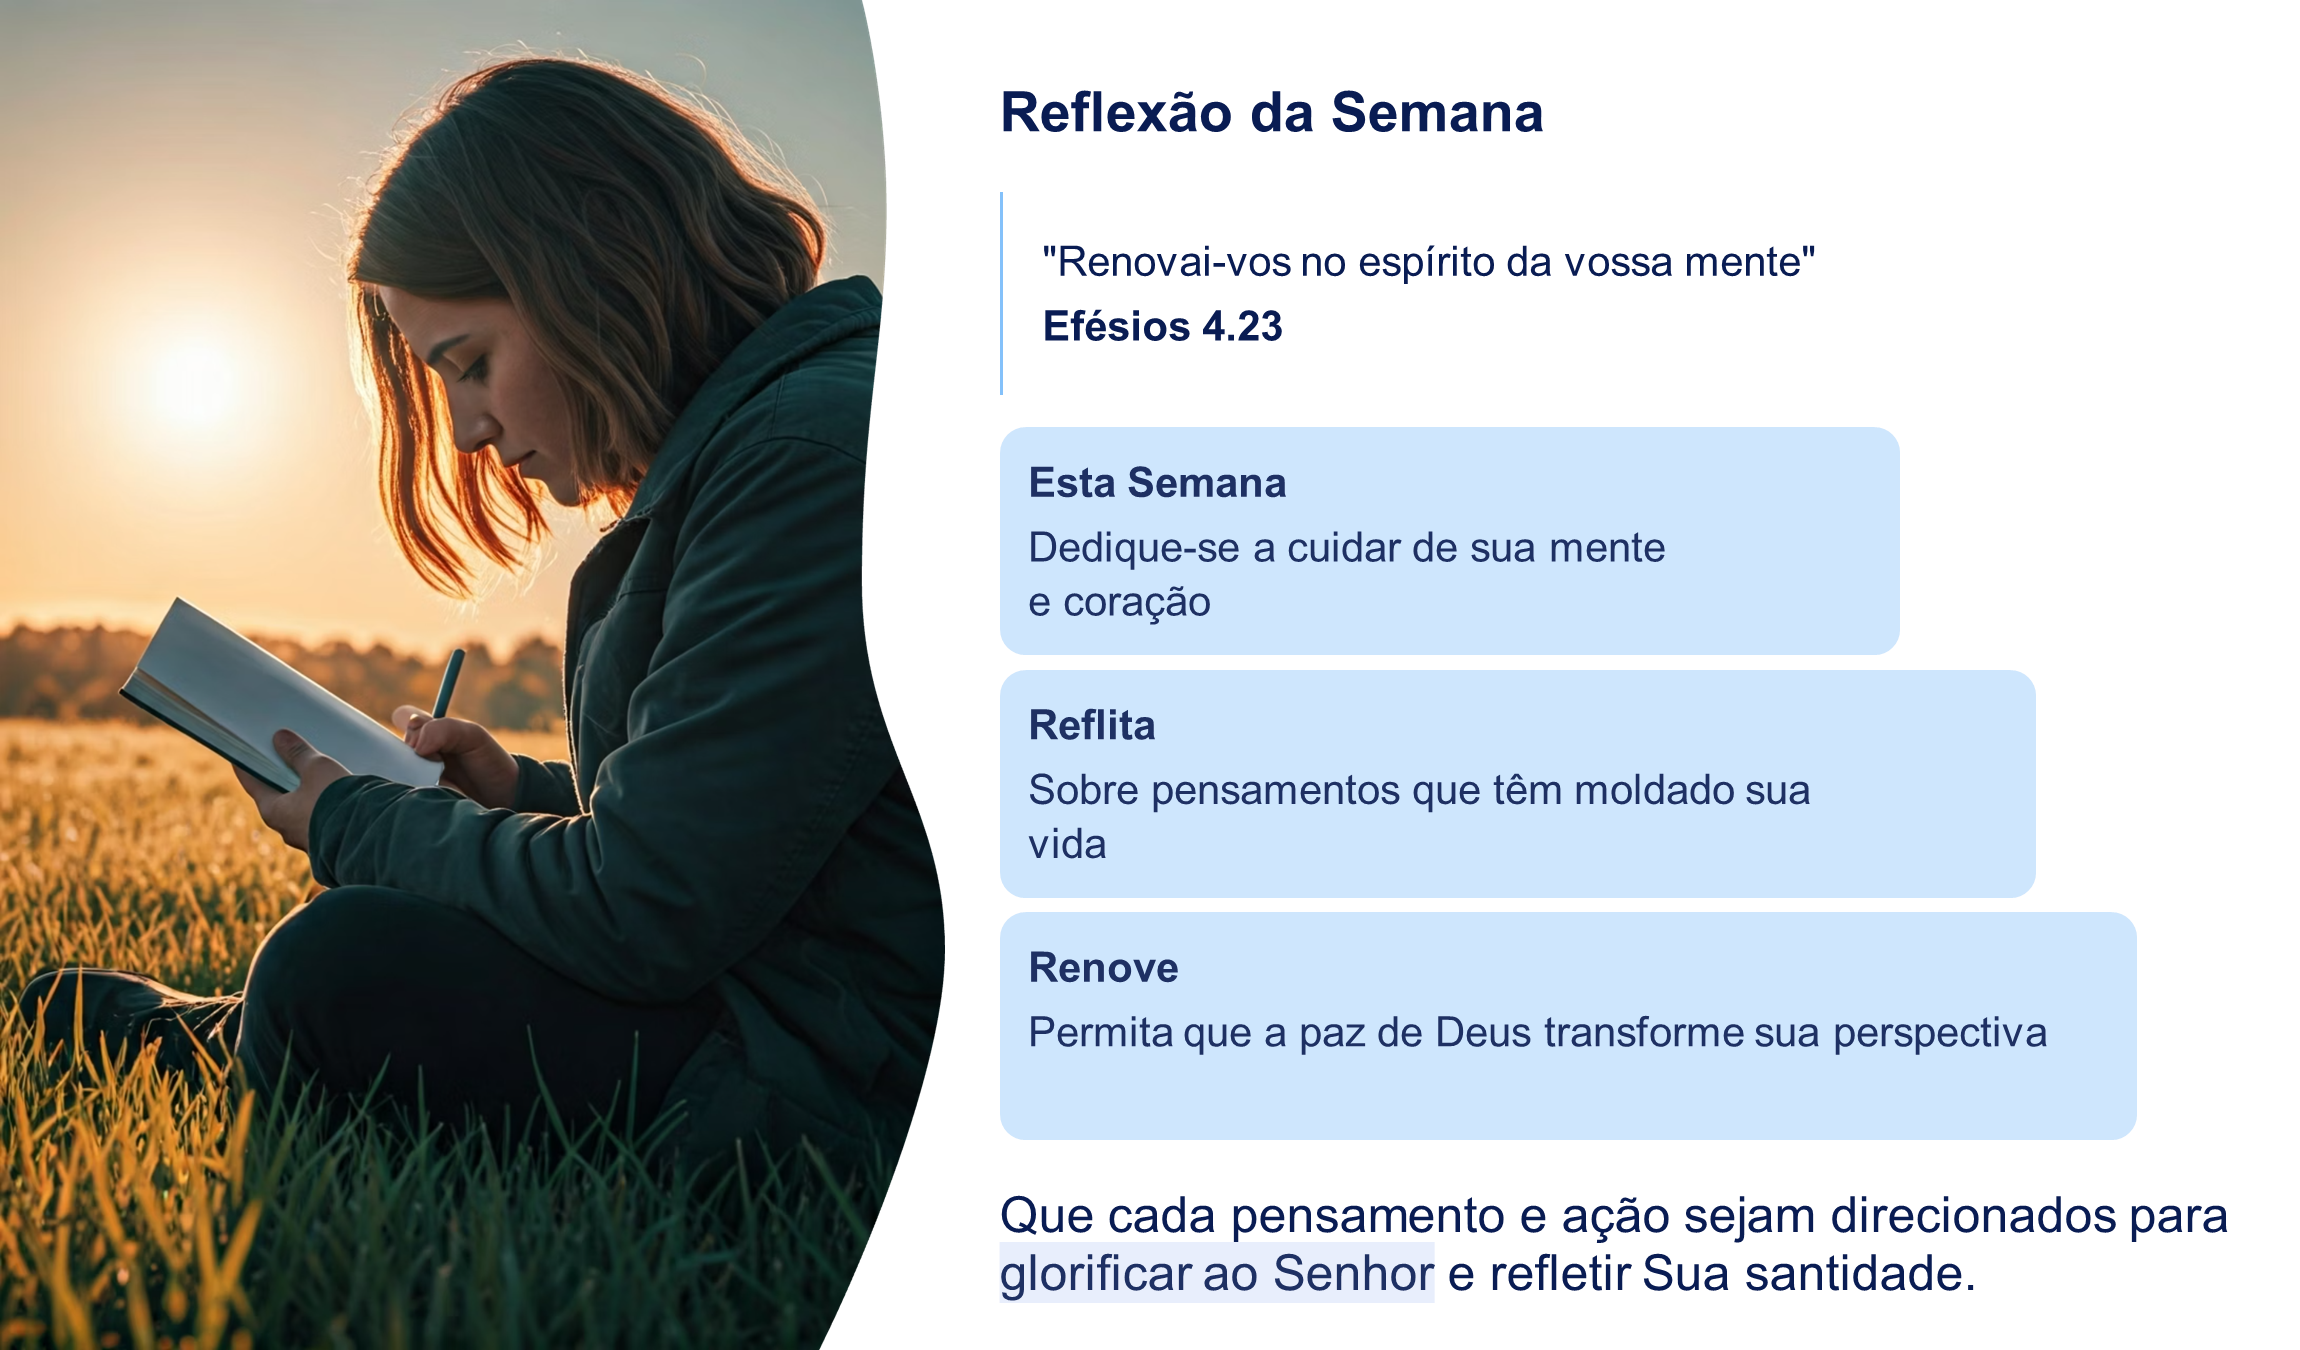 Reflexão da Semana
"Renovai-vos no espírito da vossa mente"
Efésios 4.23
Esta Semana
Dedique-se a cuidar de sua mente
e coração
Reflita
Sobre pensamentos que têm moldado sua
vida
Renove
Permita que a paz de Deus transforme sua perspectiva
Que cada pensamento e ação sejam direcionados para
glorificar ao Senhor e refletir Sua santidade.